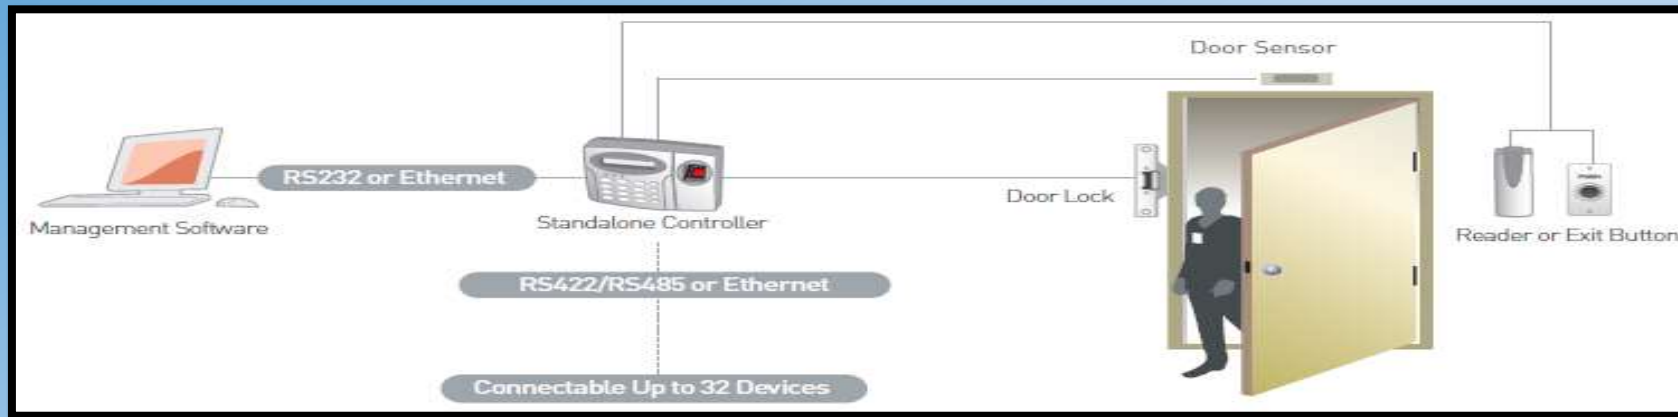 Door Sensor
RS232 or Ethernet
Management Software
Standalone Controller
Door Lock
Reader or Exit Button
RS422/RS485 or Ethernet
Connectable Up to 32 Devices